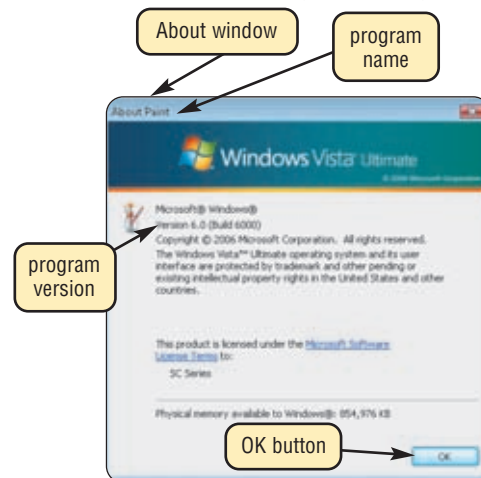 About window
program
name
About Paint
Windows Vista™ Ultimate
© 2006 Microsoft Corporation
Microsoft® Windows®
Version 6.0 (Build 6000)
Copyright © 2006 Microsoft Corporation. All rights reserved.
The Windows Vista™ Ultimate operating system and its user
interface are protected by trademark and other pending or
existing intellectual property rights in the United States and other
countries.
program
version
This product is licensed under the Microsoft Software
License Terms to:
SC Series
Physical memory available to Windows®: 854,976 KB
OK button
OK